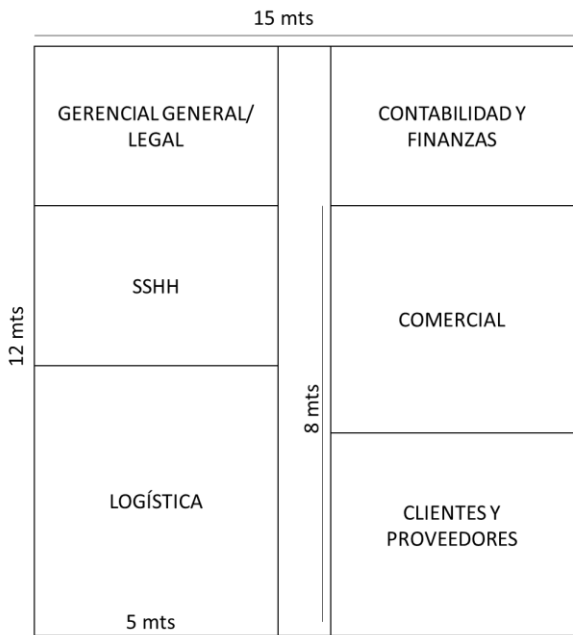 15 mts
GERENCIAL GENERAL/
LEGAL
CONTABILIDAD Y
FINANZAS
SSHH
COMERCIAL
12 mts
8 mts
LOGÍSTICA
CLIENTES Y
PROVEEDORES
5 mts